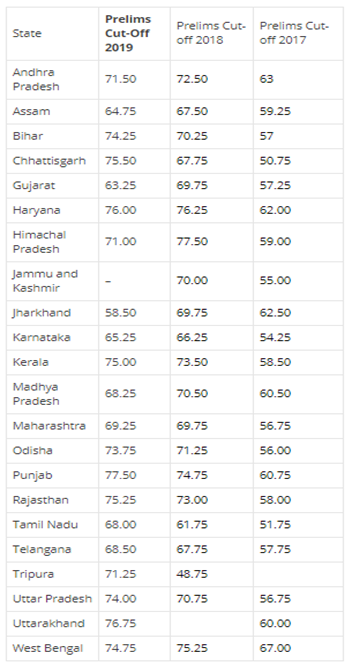 State Prelims Cut-Off 2019 Prelims Cut-off 2018 Prelims Cut-off 2017
Andhra Pradesh 71.50 72.50 63
Assam 64.75 67.50 59.25
Bihar 74.25 70.25 57
Chhattisgarh 75.50 67.75 50.75
Gujarat 63.25 69.75 57.25
Haryana 76.00 76.25 62.00
Himachal Pradesh 71.00 77.50 59.00
Jammu and Kashmir – 70.00 55.00
Jharkhand 58.50 69.75 62.50
Karnataka 65.25 66.25 54.25
Kerala 75.00 73.50 58.50
Madhya Pradesh 68.25 70.50 60.50
Maharashtra 69.25 69.75 56.75
Odisha 73.75 71.25 56.00
Punjab 77.50 74.75 60.75
Rajasthan 75.25 73.00 58.00
Tamil Nadu 68.00 61.75 51.75
Telangana 68.50 67.75 57.75
Tripura 71.25 48.75
Uttar Pradesh 74.00 70.75 56.75
Uttarakhand 76.75 60.00
West Bengal 74.75 75.25 67.00